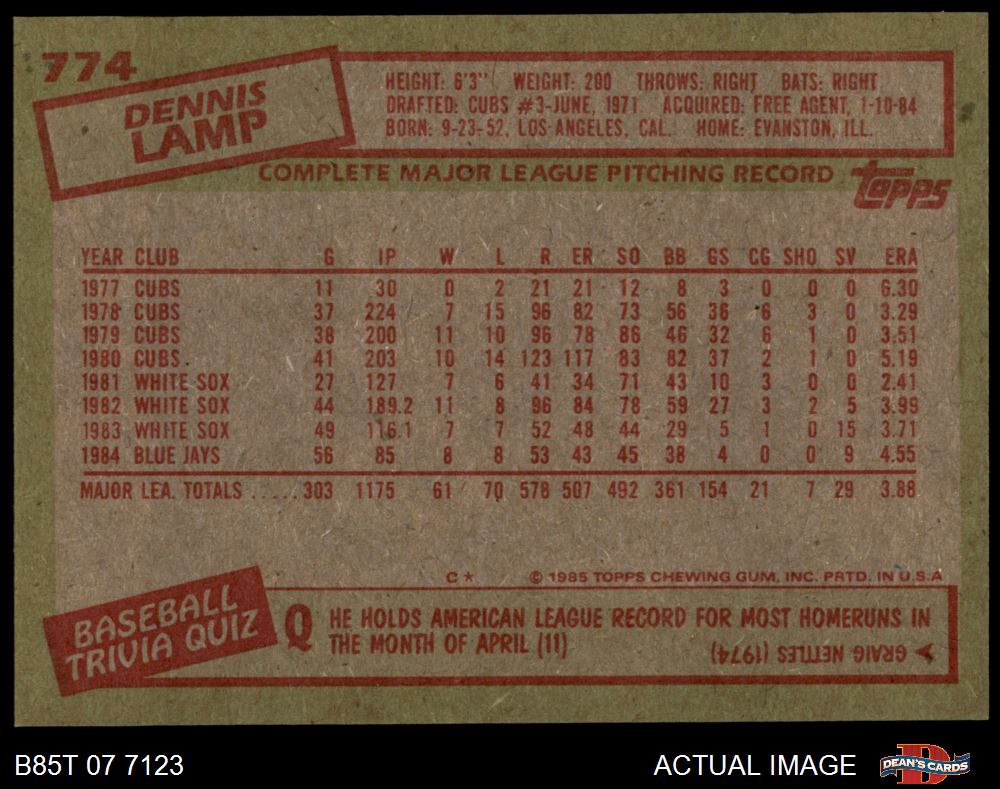 774
DENNIS
LAMP
HEIGHT: 6'3" WEIGHT: 200 THROWS: RIGHT BATS: RIGHT
DRAFTED: CUBS #3-JUNE, 1971 ACQUIRED: FREE AGENT, 1-10-84
BORN: 9-23-52, LOS ANGELES, CAL. HOME: EVANSTON, ILL.
COMPLETE MAJOR LEAGUE PITCHING RECORD
topps
YEAR CLUB G IP W L R ER SO BB GS CG SHO SV ERA
1977 CUBS 11 30 0 2 21 21 12 8 3 0 0 0 6.30
1978 CUBS 37 224 7 15 96 82 73 56 36 6 3 0 3.29
1979 CUBS 38 200 11 10 96 78 86 46 32 6 1 0 3.51
1980 CUBS 41 203 10 14 123 117 83 82 37 2 1 0 5.19
1981 WHITE SOX 27 127 7 6 41 34 71 43 10 3 0 0 2.41
1982 WHITE SOX 44 189.2 11 8 96 84 78 59 27 3 2 5 3.99
1983 WHITE SOX 49 116.1 7 7 52 48 44 29 5 1 0 15 3.71
1984 BLUE JAYS 56 85 8 8 53 43 45 38 4 0 0 9 4.55
MAJOR LEA. TOTALS ..... 303 1175 61 70 578 507 492 361 154 21 7 29 3.88
C* © 1985 TOPPS CHEWING GUM, INC. PRTD. IN U.S.A
BASEBALL
TRIVIA QUIZ
Q HE HOLDS AMERICAN LEAGUE RECORD FOR MOST HOMERUNS IN
THE MONTH OF APRIL (11)
GRAIG NETTLES (1974)
B85T 07 7123
ACTUAL IMAGE
D
DEAN'S CARDS